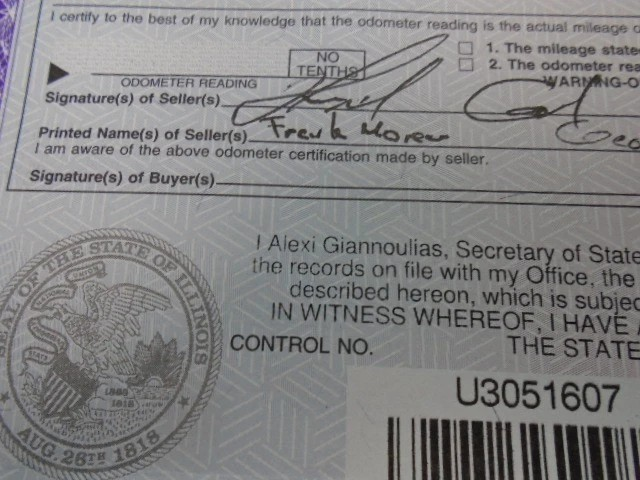 I certify to the best of my knowledge that the odometer reading is the actual mileage o
NO TENTHS
1. The mileage state
ODOMETER READING
2. The odometer rea
WARNING-O
Signature(s) of Seller(s)
Printed Name(s) of Seller(s) Frank Moreno
I am aware of the above odometer certification made by seller.
Signature(s) of Buyer(s)
I Alexi Giannoulias, Secretary of State
the records on file with my Office, the
described hereon, which is subjec
IN WITNESS WHEREOF, I HAVE
CONTROL NO. THE STATE
U3051607
SEAL OF THE STATE OF ILLINOIS
AUG. 26TH 1818
1868
1818